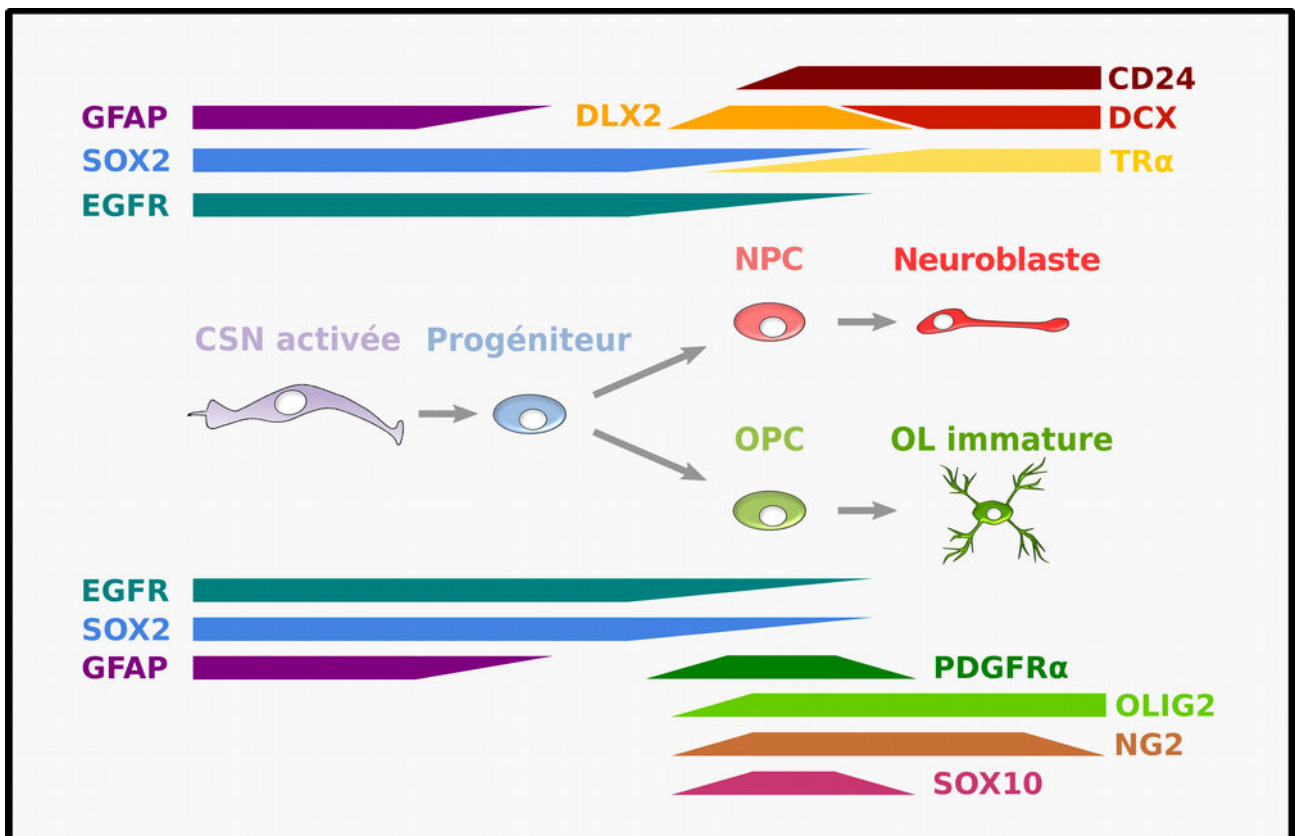 CD24
GFAP
DLX2
DCX
SOX2
TRα
EGFR
NPC
Neuroblaste
CSN activée
Progéniteur
OPC
OL immature
EGFR
SOX2
GFAP
PDGFRα
OLIG2
NG2
SOX10